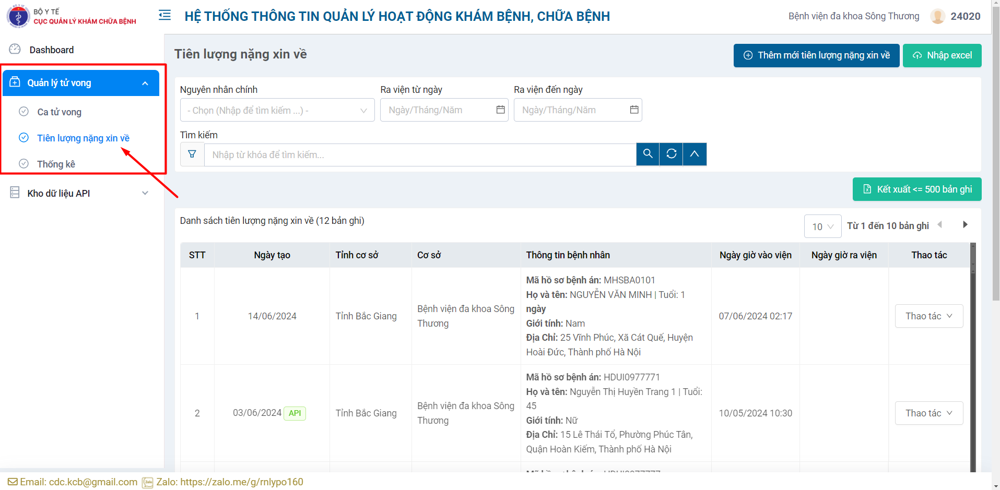 BỘ Y TẾ
CỤC QUẢN LÝ KHÁM CHỮA BỆNH
HỆ THỐNG THÔNG TIN QUẢN LÝ HOẠT ĐỘNG KHÁM BỆNH, CHỮA BỆNH
Bệnh viện đa khoa Sông Thương
24020
Dashboard
Quản lý tử vong
Ca tử vong
Tiên lượng nặng xin về
Thống kê
Kho dữ liệu API
Tiên lượng nặng xin về
Thêm mới tiên lượng nặng xin về
Nhập excel
Nguyên nhân chính
Ra viện từ ngày
Ra viện đến ngày
- Chọn (Nhập để tìm kiếm ...) -
Ngày/Tháng/Năm
Ngày/Tháng/Năm
Tìm kiếm
Nhập từ khóa để tìm kiếm...
Kết xuất <= 500 bản ghi
Danh sách tiên lượng nặng xin về (12 bản ghi)
10
Từ 1 đến 10 bản ghi
STT
Ngày tạo
Tỉnh cơ sở
Cơ sở
Thông tin bệnh nhân
Ngày giờ vào viện
Ngày giờ ra viện
Thao tác
1
14/06/2024
Tỉnh Bắc Giang
Bệnh viện đa khoa Sông
Thương
Mã hồ sơ bệnh án: MHSBA0101
Họ và tên: NGUYỄN VĂN MINH | Tuổi: 1
ngày
Giới tính: Nam
Địa Chỉ: 25 Vĩnh Phúc, Xã Cát Quế, Huyện
Hoài Đức, Thành phố Hà Nội
07/06/2024 02:17
Thao tác
2
03/06/2024 API
Tỉnh Bắc Giang
Bệnh viện đa khoa Sông
Thương
Mã hồ sơ bệnh án: HDUI0977771
Họ và tên: Nguyễn Thị Huyền Trang 1 | Tuổi:
45
Giới tính: Nữ
Địa Chỉ: 15 Lê Thái Tổ, Phường Phúc Tân,
Quận Hoàn Kiếm, Thành phố Hà Nội
10/05/2024 10:30
Thao tác
Email: cdc.kcb@gmail.com
Zalo: https://zalo.me/g/rnlypo160